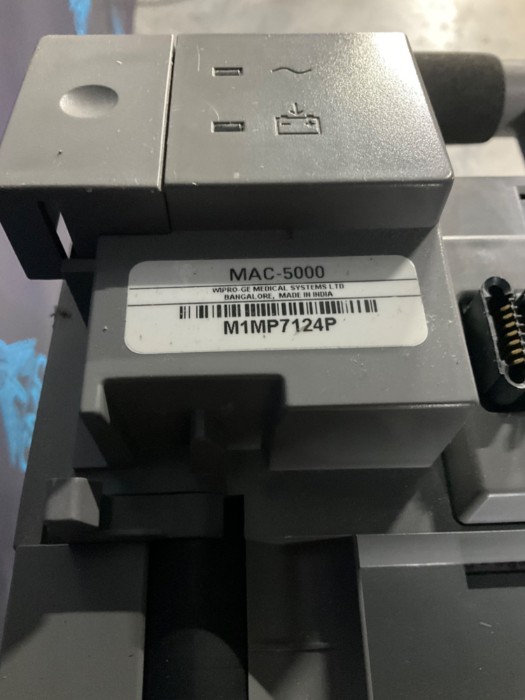 MAC-5000
WIPRO-GE MEDICAL SYSTEMS LTD
BANGALORE, MADE IN INDIA
M1MP7124P